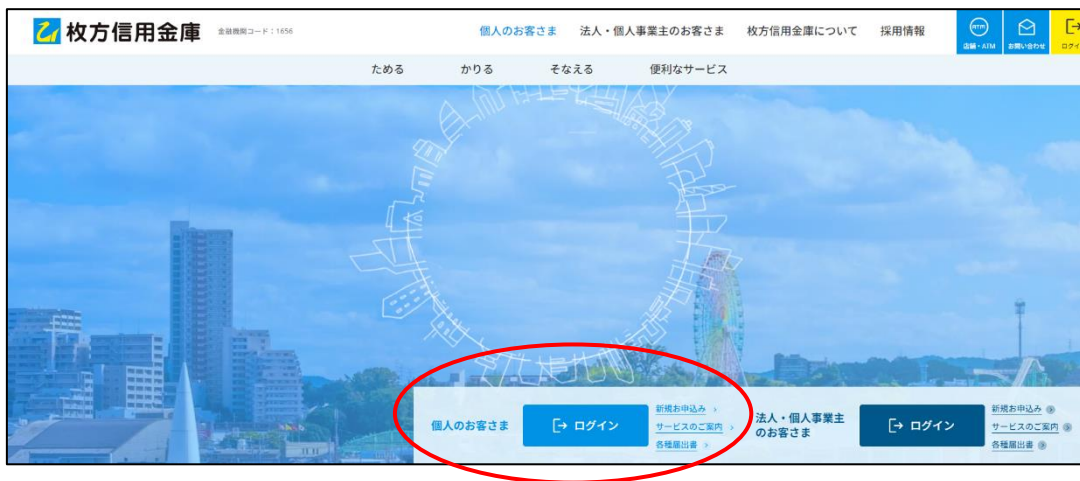 枚方信用金庫 金融機関コード：1656
個人のお客さま 法人・個人事業主のお客さま 枚方信用金庫について 採用情報
ATM
店舗・ATM お問い合わせ
ためる かりる そなえる 便利なサービス
個人のお客さま
ログイン
新規お申込み
サービスのご案内
各種届出書
法人・個人事業主
のお客さま
ログイン
新規お申込み
サービスのご案内
各種届出書